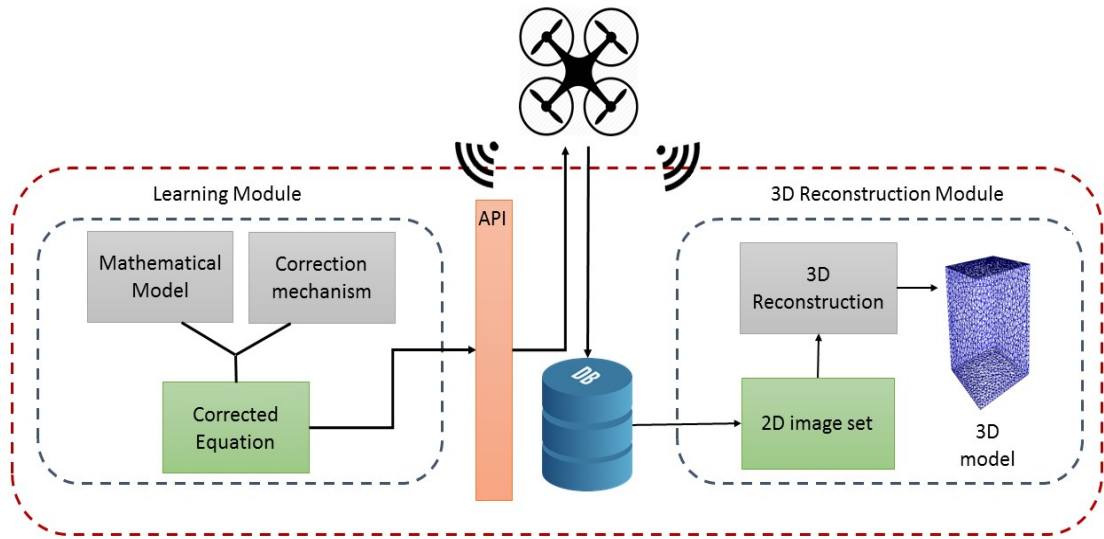 Learning Module
3D Reconstruction Module
API
Mathematical
Model
Correction
mechanism
Corrected
Equation
DB
3D
Reconstruction
2D image set
3D
model